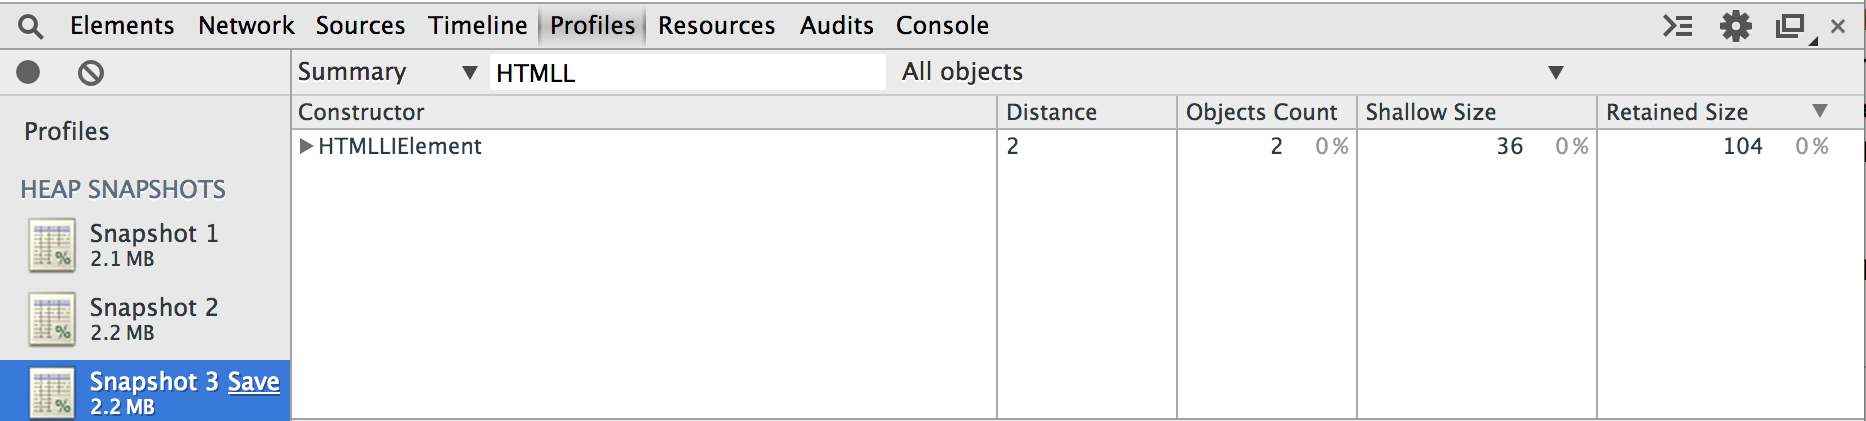 Elements Network Sources Timeline Profiles Resources Audits Console
Summary HTMLL All objects
Constructor Distance Objects Count Shallow Size Retained Size
HTMLLIElement 2 2 0% 36 0% 104 0%
Profiles
HEAP SNAPSHOTS
Snapshot 1
2.1 MB
Snapshot 2
2.2 MB
Snapshot 3 Save
2.2 MB